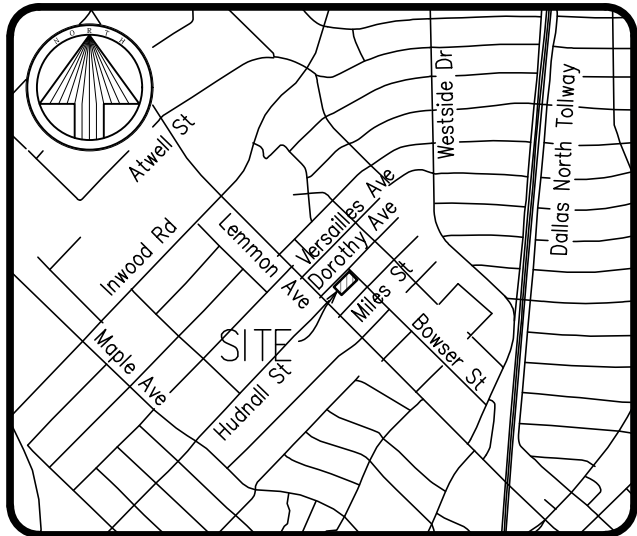 NORTH
Westside Dr
Dallas North Tollway
Atwell St
Versailles Ave
Dorothy Ave
Inwood Rd
Lemmon Ave
Miles St
Bowser St
SITE
Maple Ave
Hudnall St